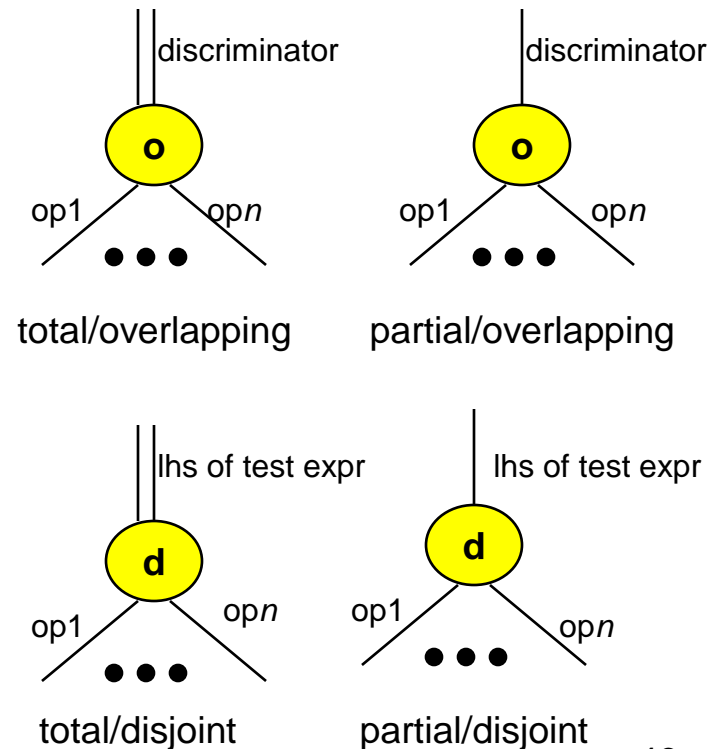 discriminator
discriminator
o
o
op1
opn
op1
opn
total/overlapping
partial/overlapping
lhs of test expr
lhs of test expr
d
d
op1
opn
op1
opn
total/disjoint
partial/disjoint